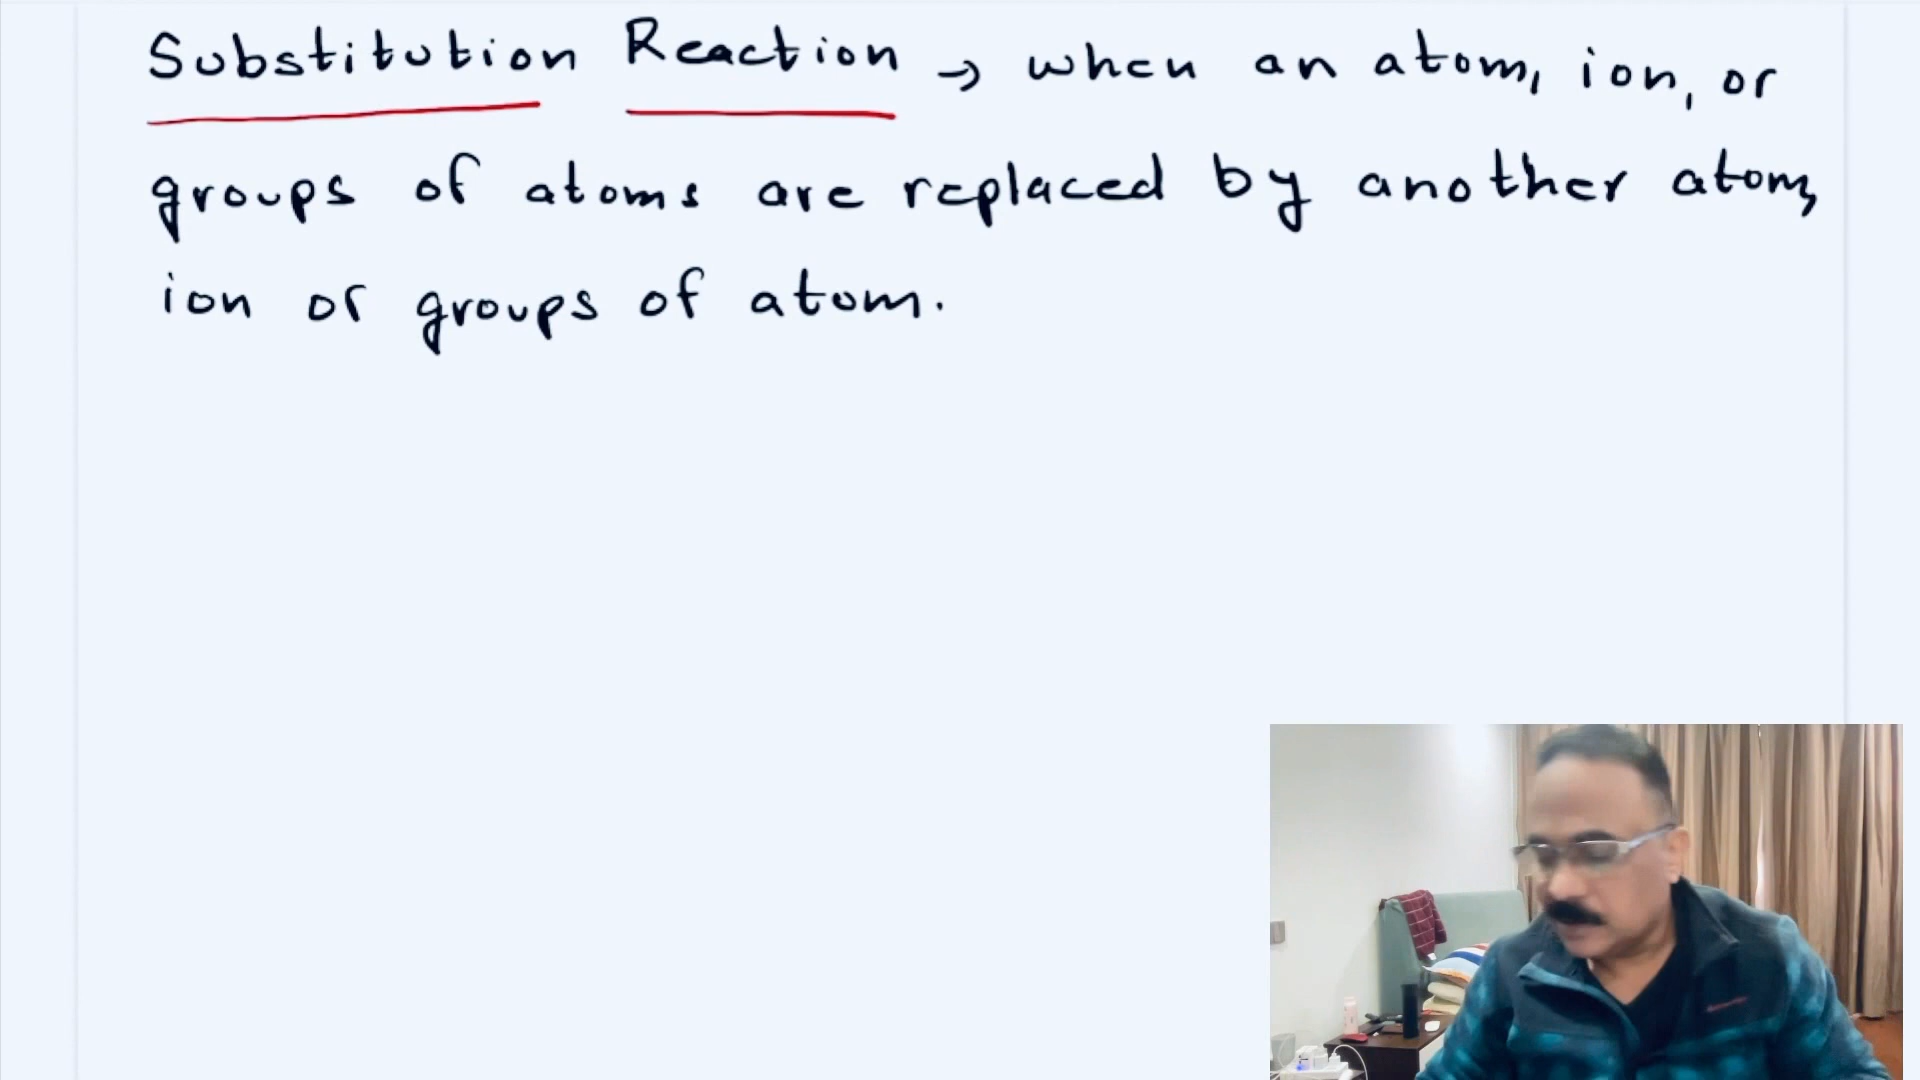 Substitution Reaction → when an atom, ion, or
groups of atoms are replaced by another atom,
ion or groups of atom.